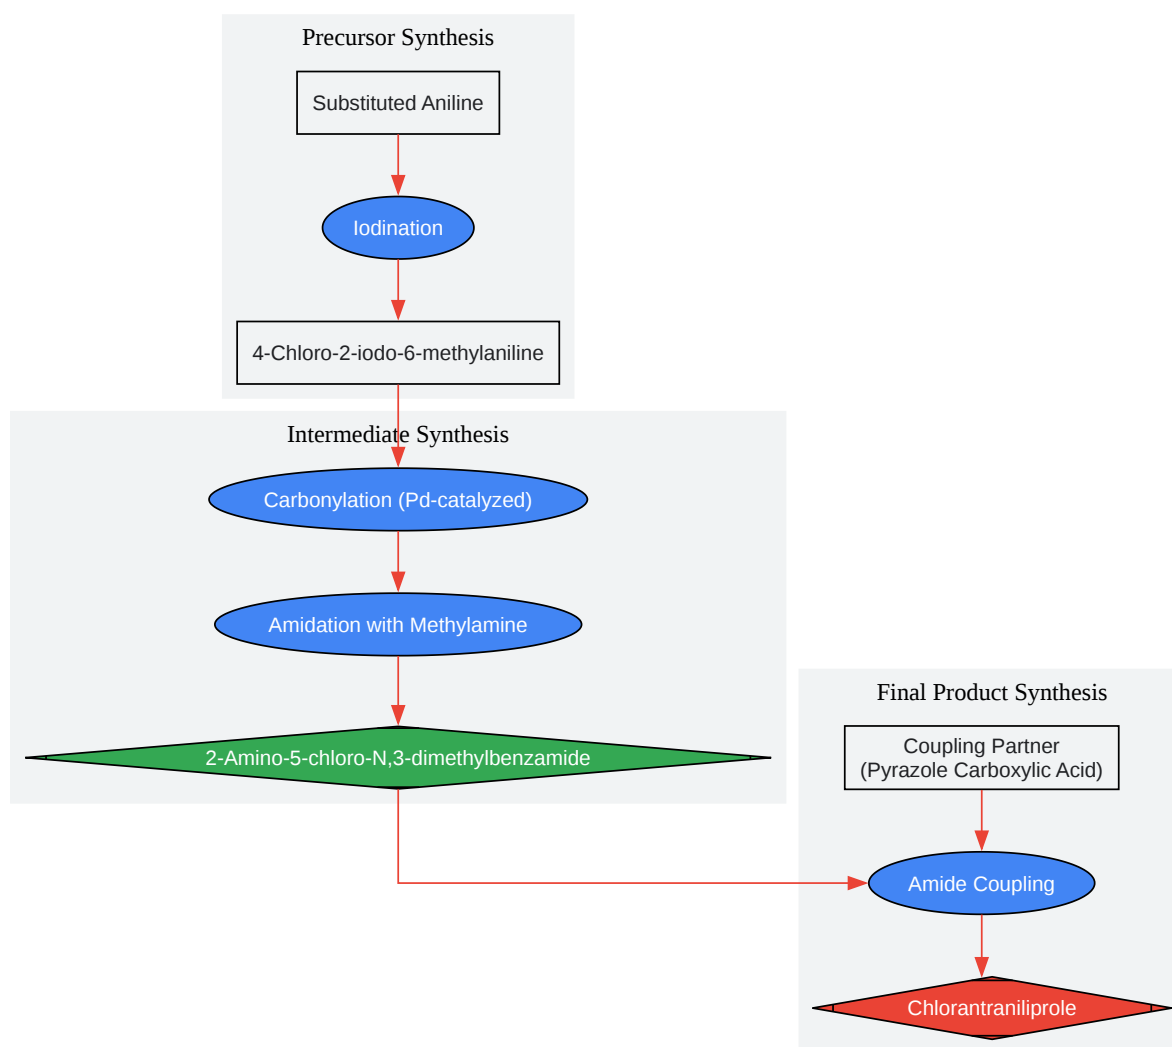 Precursor Synthesis
Substituted Aniline
Iodination
4-Chloro-2-iodo-6-methylaniline
Intermediate Synthesis
Carbonylation (Pd-catalyzed)
Amidation with Methylamine
2-Amino-5-chloro-N,3-dimethylbenzamide
Final Product Synthesis
Coupling Partner
(Pyrazole Carboxylic Acid)
Amide Coupling
Chlorantraniliprole